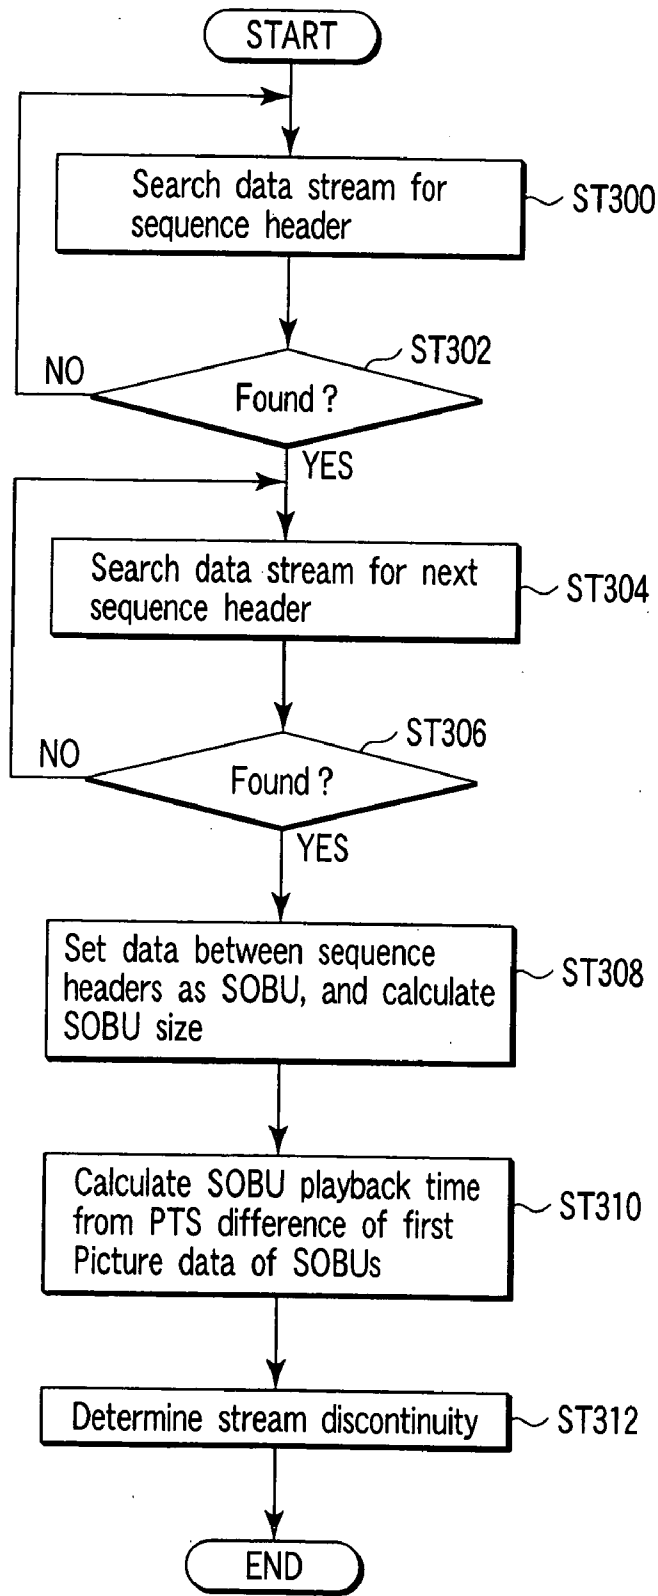 START
Search data stream for
sequence header
ST300
ST302
Found?
NO
YES
Search data stream for next
sequence header
ST304
ST306
Found?
NO
YES
Set data between sequence
headers as SOBU, and calculate
SOBU size
ST308
Calculate SOBU playback time
from PTS difference of first
Picture data of SOBUs
ST310
Determine stream discontinuity
ST312
END